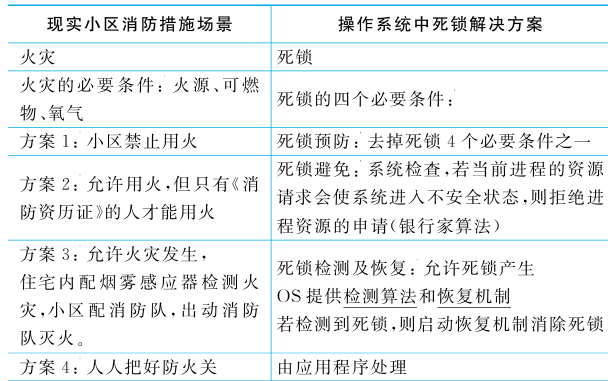 现实小区消防措施场景
操作系统中死锁解决方案
火灾
死锁
火灾的必要条件：火源、可燃
物、氧气
死锁的四个必要条件：
方案1：小区禁止用火
死锁预防：去掉死锁4个必要条件之一
方案2：允许用火，但只有《消
防资历证》的人才能用火
死锁避免：系统检查，若当前进程的资源
请求会使系统进入不安全状态，则拒绝进
程资源的申请(银行家算法)
方案3：允许火灾发生，
住宅内配烟雾感应器检测火
灾，小区配消防队，出动消防
队灭火。
死锁检测及恢复：允许死锁产生
OS提供检测算法和恢复机制
若检测到死锁，则启动恢复机制消除死锁
方案4：人人把好防火关
由应用程序处理